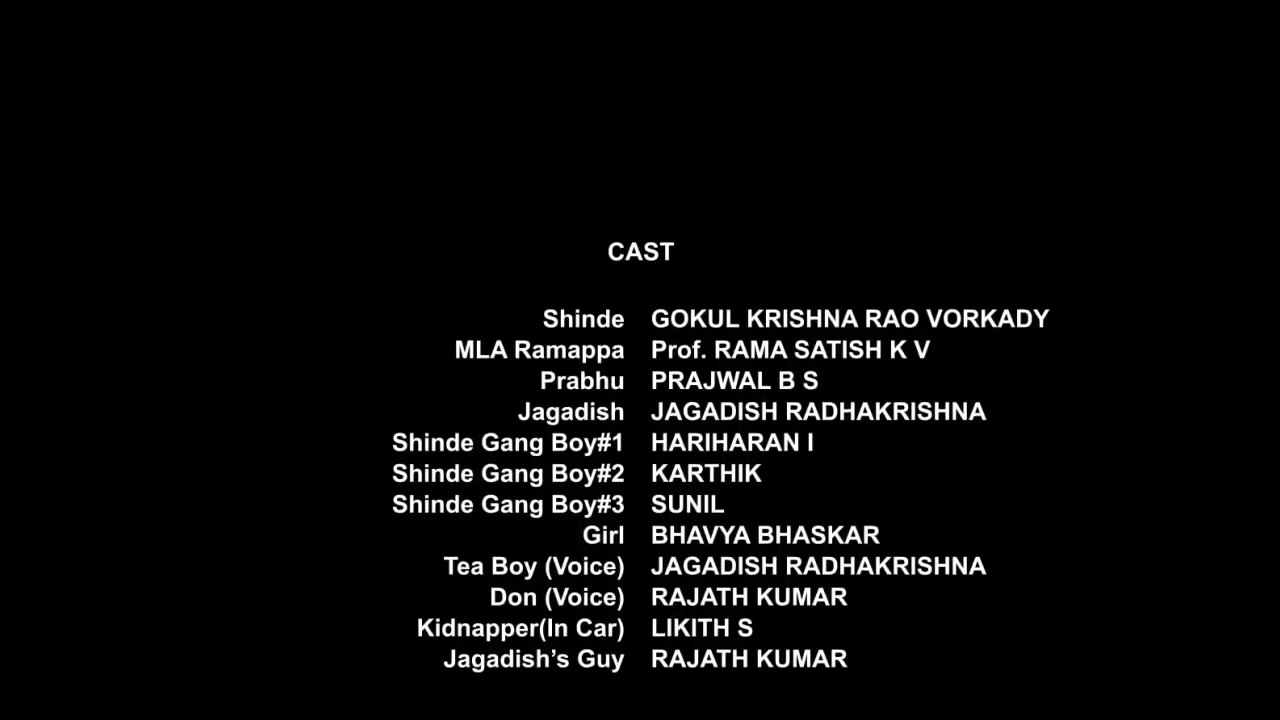 CAST
Shinde GOKUL KRISHNA RAO VORKADY
MLA Ramappa Prof. RAMA SATISH K V
Prabhu PRAJWAL B S
Jagadish JAGADISH RADHAKRISHNA
Shinde Gang Boy#1 HARIHARAN I
Shinde Gang Boy#2 KARTHIK
Shinde Gang Boy#3 SUNIL
Girl BHAVYA BHASKAR
Tea Boy (Voice) JAGADISH RADHAKRISHNA
Don (Voice) RAJATH KUMAR
Kidnapper(In Car) LIKITH S
Jagadish’s Guy RAJATH KUMAR